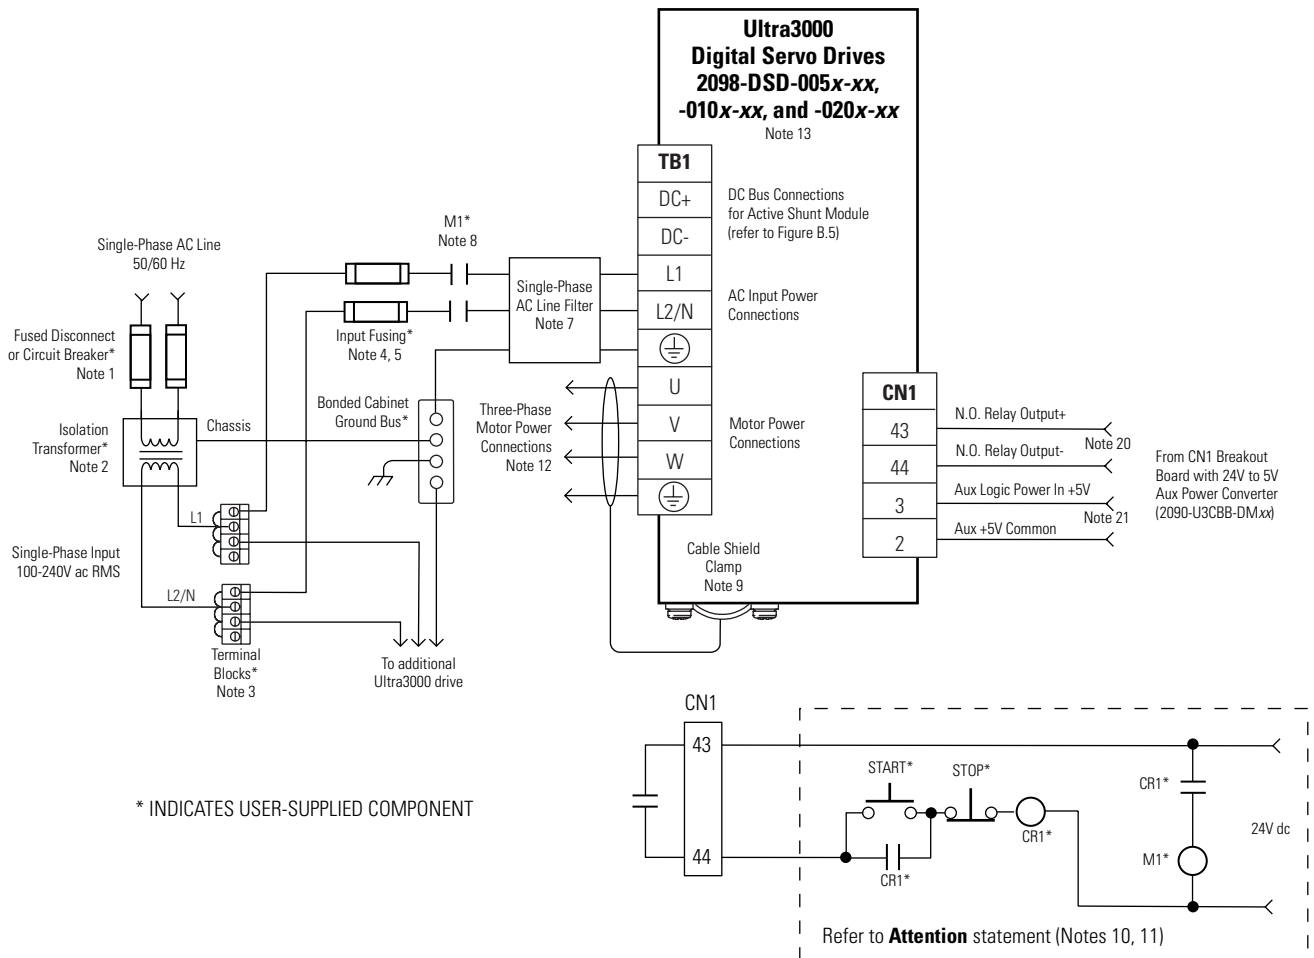 Ultra3000
Digital Servo Drives
2098-DSD-005x-xx,
-010x-xx, and -020x-xx
Note 13
TB1
DC+
DC-
L1
L2/N
U
V
W
DC Bus Connections
for Active Shunt Module
(refer to Figure B.5)
AC Input Power
Connections
Motor Power
Connections
M1*
Note 8
Single-Phase AC Line
50/60 Hz
Single-Phase
AC Line Filter
Note 7
Fused Disconnect
or Circuit Breaker*
Note 1
Input Fusing*
Note 4, 5
Isolation
Transformer*
Note 2
Chassis
Bonded Cabinet
Ground Bus*
Three-Phase
Motor Power
Connections
Note 12
CN1
43
44
3
2
N.O. Relay Output+
Note 20
N.O. Relay Output-
Aux Logic Power In +5V
Note 21
Aux +5V Common
From CN1 Breakout
Board with 24V to 5V
Aux Power Converter
(2090-U3CBB-DMxx)
L1
Single-Phase Input
100-240V ac RMS
L2/N
Cable Shield
Clamp
Note 9
Terminal
Blocks*
Note 3
To additional
Ultra3000 drive
CN1
43
44
START*
STOP*
CR1*
CR1*
CR1*
M1*
24V dc
* INDICATES USER-SUPPLIED COMPONENT
Refer to Attention statement (Notes 10, 11)